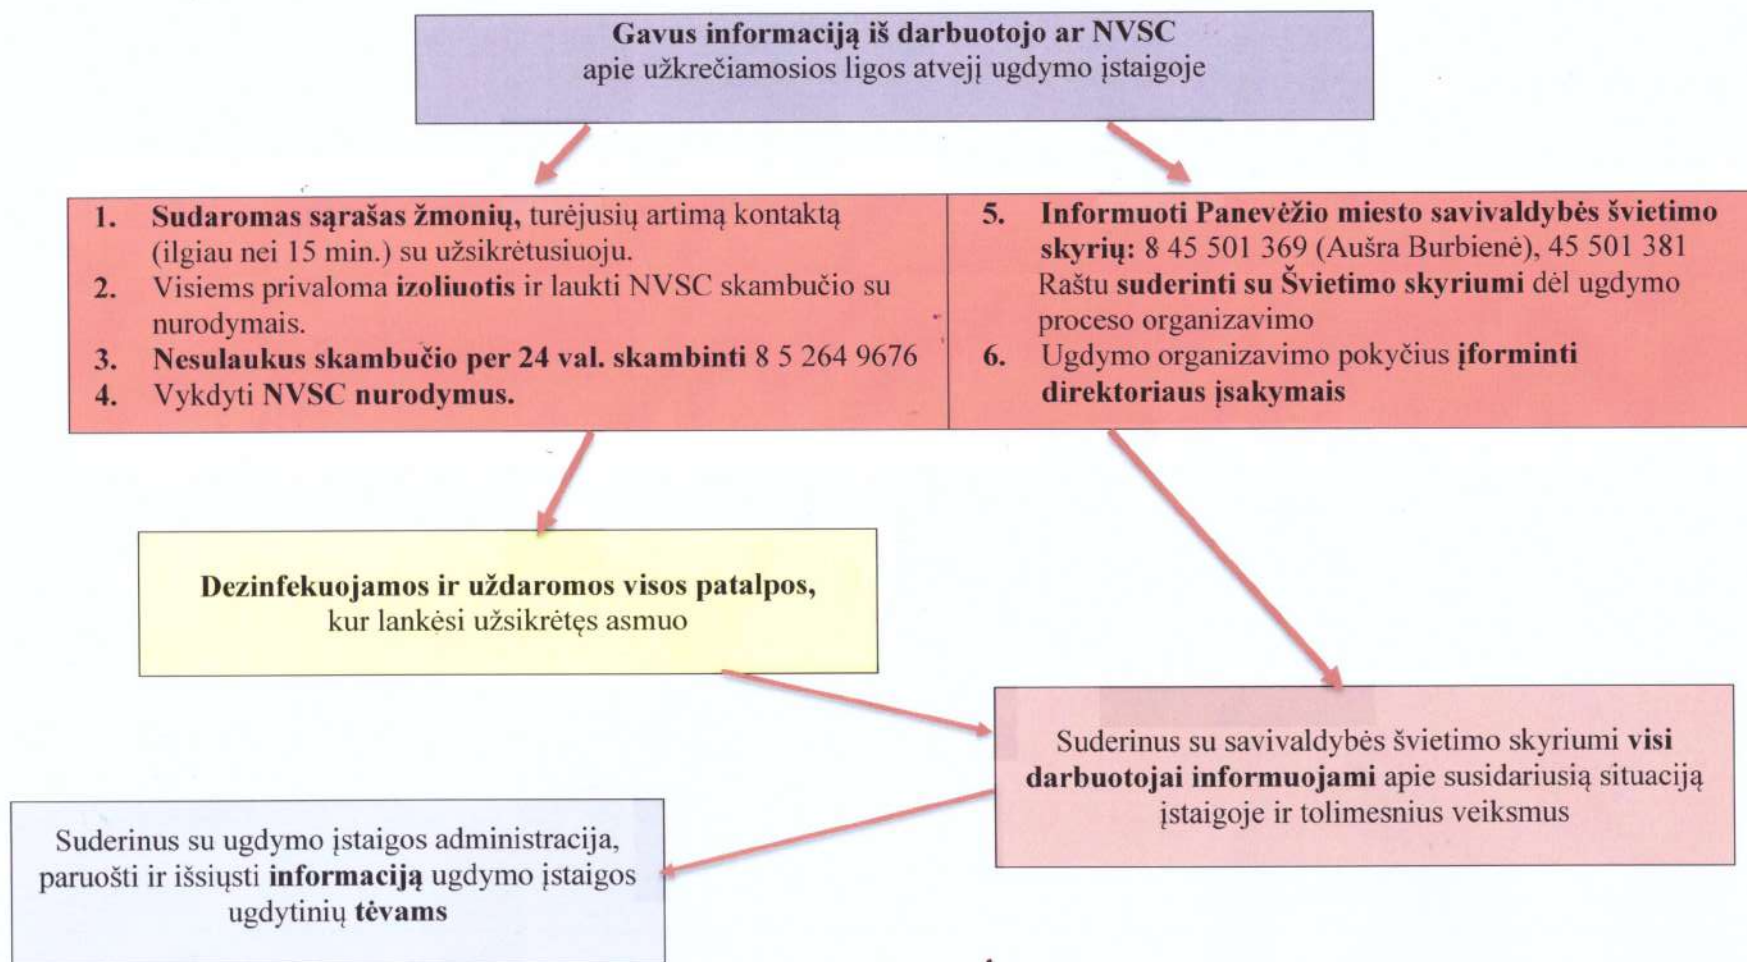 Gavus informaciją iš darbuotojo ar NVSC
apie užkrečiamosios ligos atvejį ugdymo įstaigoje
1. Sudaromas sąrašas žmonių, turėjusių artimą kontaktą
(ilgiau nei 15 min.) su užsikrėtusiuoju.
2. Visiems privaloma izoliuotis ir laukti NVSC skambučio su
nurodymais.
3. Nesulaukus skambučio per 24 val. skambinti 8 5 264 9676
4. Vykdyti NVSC nurodymus.
5. Informuoti Panevėžio miesto savivaldybės švietimo
skyrių: 8 45 501 369 (Aušra Burbienė), 45 501 381
Raštu suderinti su Švietimo skyriumi dėl ugdymo
proceso organizavimo
6. Ugdymo organizavimo pokyčius įforminti
direktoriaus įsakymais
Dezinfekuojamos ir uždaromos visos patalpos,
kur lankėsi užsikrėtęs asmuo
Suderinus su savivaldybės švietimo skyriumi visi
darbuotojai informuojami apie susidariusią situaciją
įstaigoje ir tolimesnius veiksmus
Suderinus su ugdymo įstaigos administracija,
paruošti ir išsiųsti informaciją ugdymo įstaigos
ugdytinių tėvams